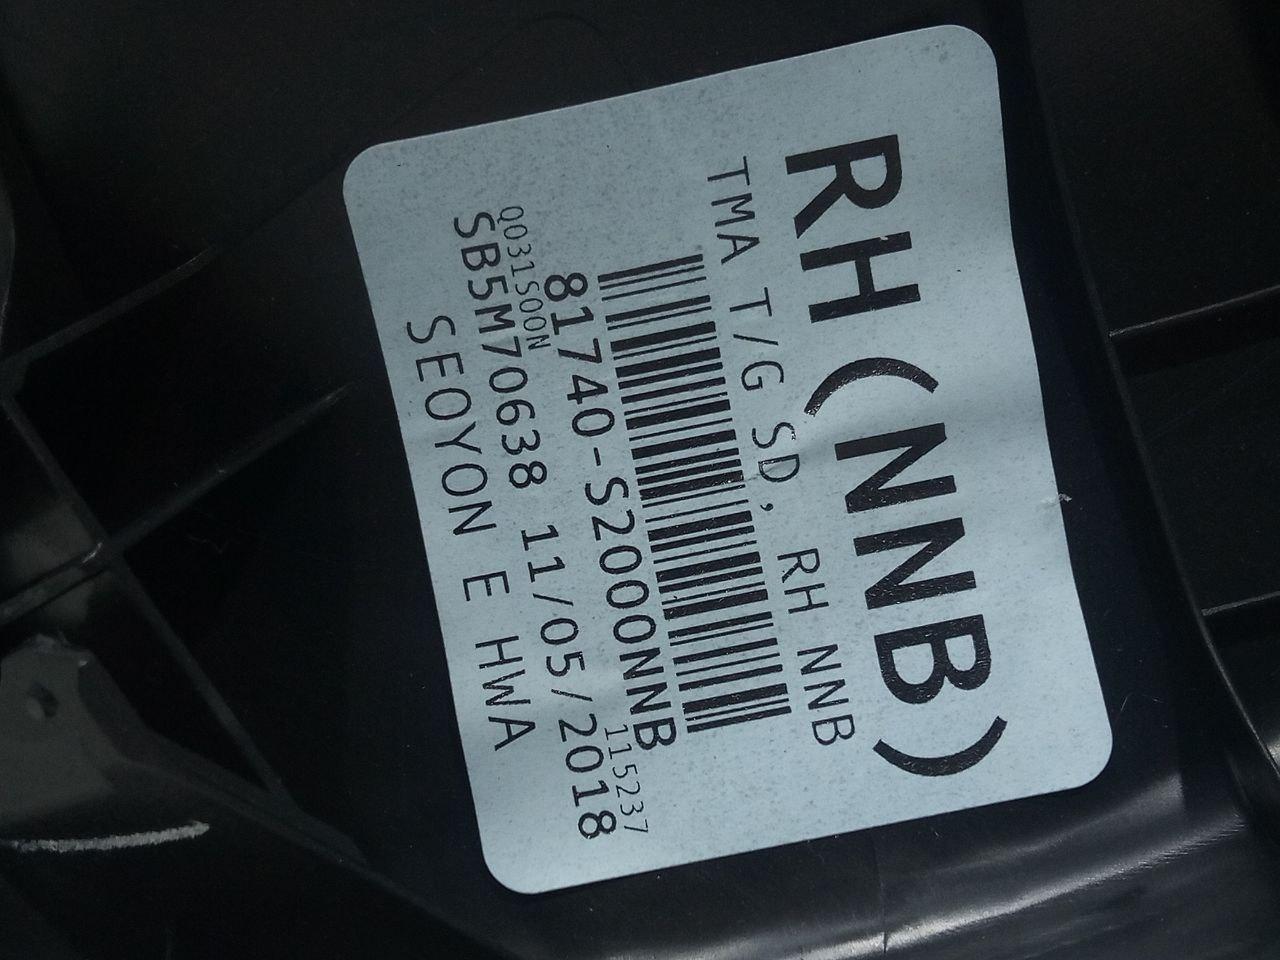 RH(NNB)
TMA T/G SD, RH NNB
81740-S2000NNB
Q031S00N 115237
SB5M70638 11/05/2018
SEOYON E HWA